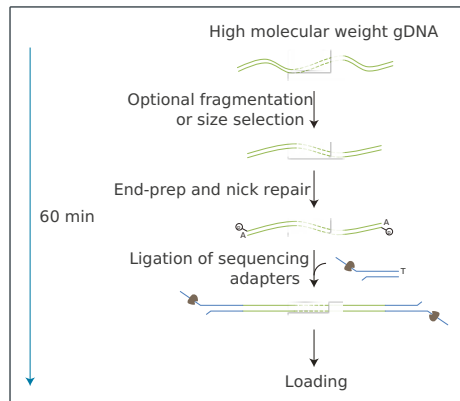 High molecular weight gDNA
Optional fragmentation
or size selection
End-prep and nick repair
60 min
P
A
A
P
Ligation of sequencing
adapters
T
Loading